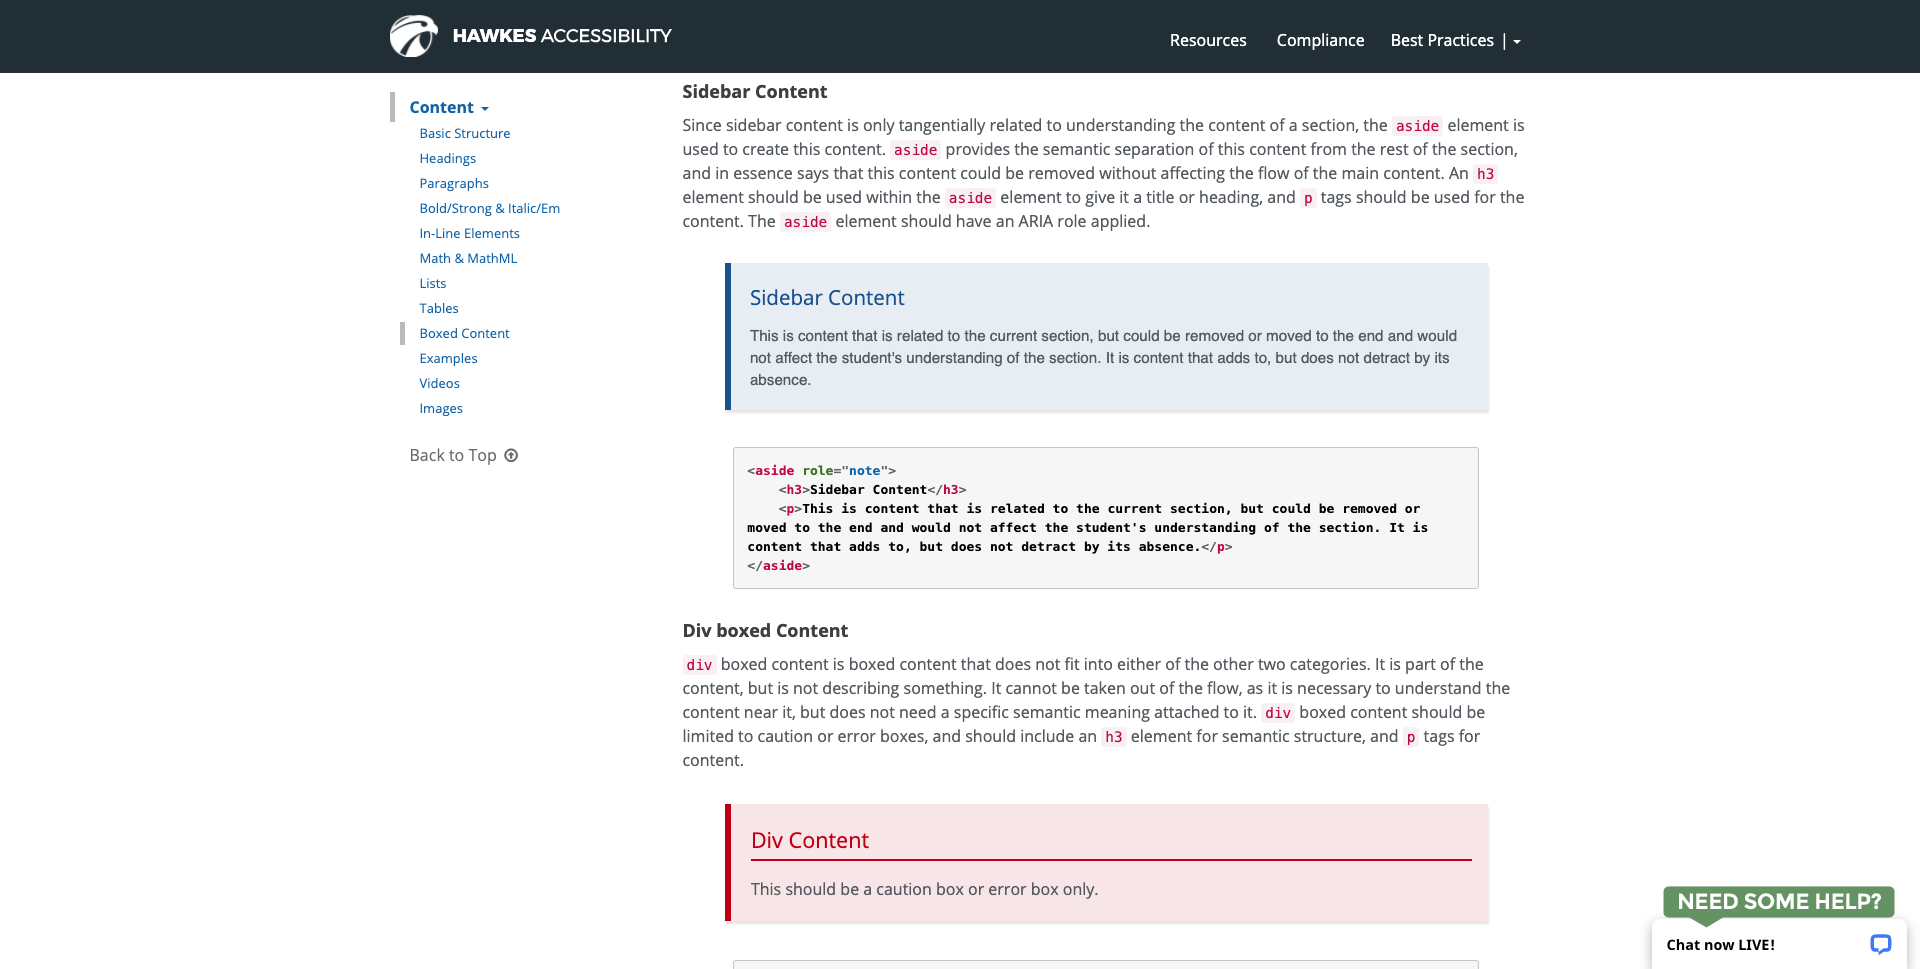 HAWKES ACCESSIBILITY
Resources
Compliance
Best Practices |
Content
Basic Structure
Headings
Paragraphs
Bold/Strong & Italic/Em
In-Line Elements
Math & MathML
Lists
Tables
Boxed Content
Examples
Videos
Images
Back to Top
Sidebar Content
Since sidebar content is only tangentially related to understanding the content of a section, the aside element is
used to create this content. aside provides the semantic separation of this content from the rest of the section,
and in essence says that this content could be removed without affecting the flow of the main content. An h3
element should be used within the aside element to give it a title or heading, and p tags should be used for the
content. The aside element should have an ARIA role applied.
Sidebar Content
This is content that is related to the current section, but could be removed or moved to the end and would
not affect the student's understanding of the section. It is content that adds to, but does not detract by its
absence.
<aside role="note">
    <h3>Sidebar Content</h3>
    <p>This is content that is related to the current section, but could be removed or
moved to the end and would not affect the student's understanding of the section. It is
content that adds to, but does not detract by its absence.</p>
</aside>
Div boxed Content
div boxed content is boxed content that does not fit into either of the other two categories. It is part of the
content, but is not describing something. It cannot be taken out of the flow, as it is necessary to understand the
content near it, but does not need a specific semantic meaning attached to it. div boxed content should be
limited to caution or error boxes, and should include an h3 element for semantic structure, and p tags for
content.
Div Content
This should be a caution box or error box only.
NEED SOME HELP?
Chat now LIVE!